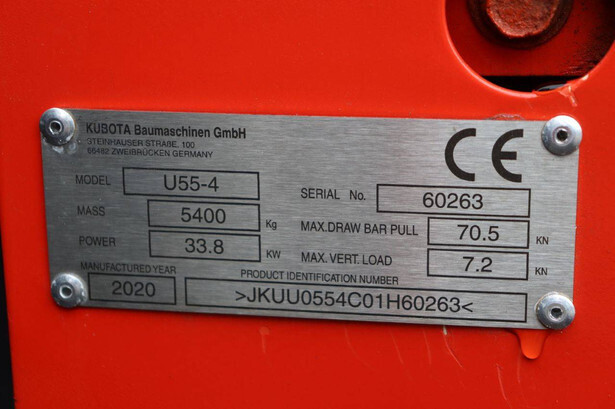 KUBOTA Baumaschinen GmbH
STEINHAUSER STRAßE, 100
66482 ZWEIBRÜCKEN GERMANY
CE
MODEL U55-4
SERIAL No. 60263
MASS 5400 Kg
MAX.DRAW BAR PULL 70.5 KN
POWER 33.8 KW
MAX. VERT. LOAD 7.2 KN
MANUFACTURED YEAR 2020
PRODUCT IDENTIFICATION NUMBER
>JKUU0554C01H60263<